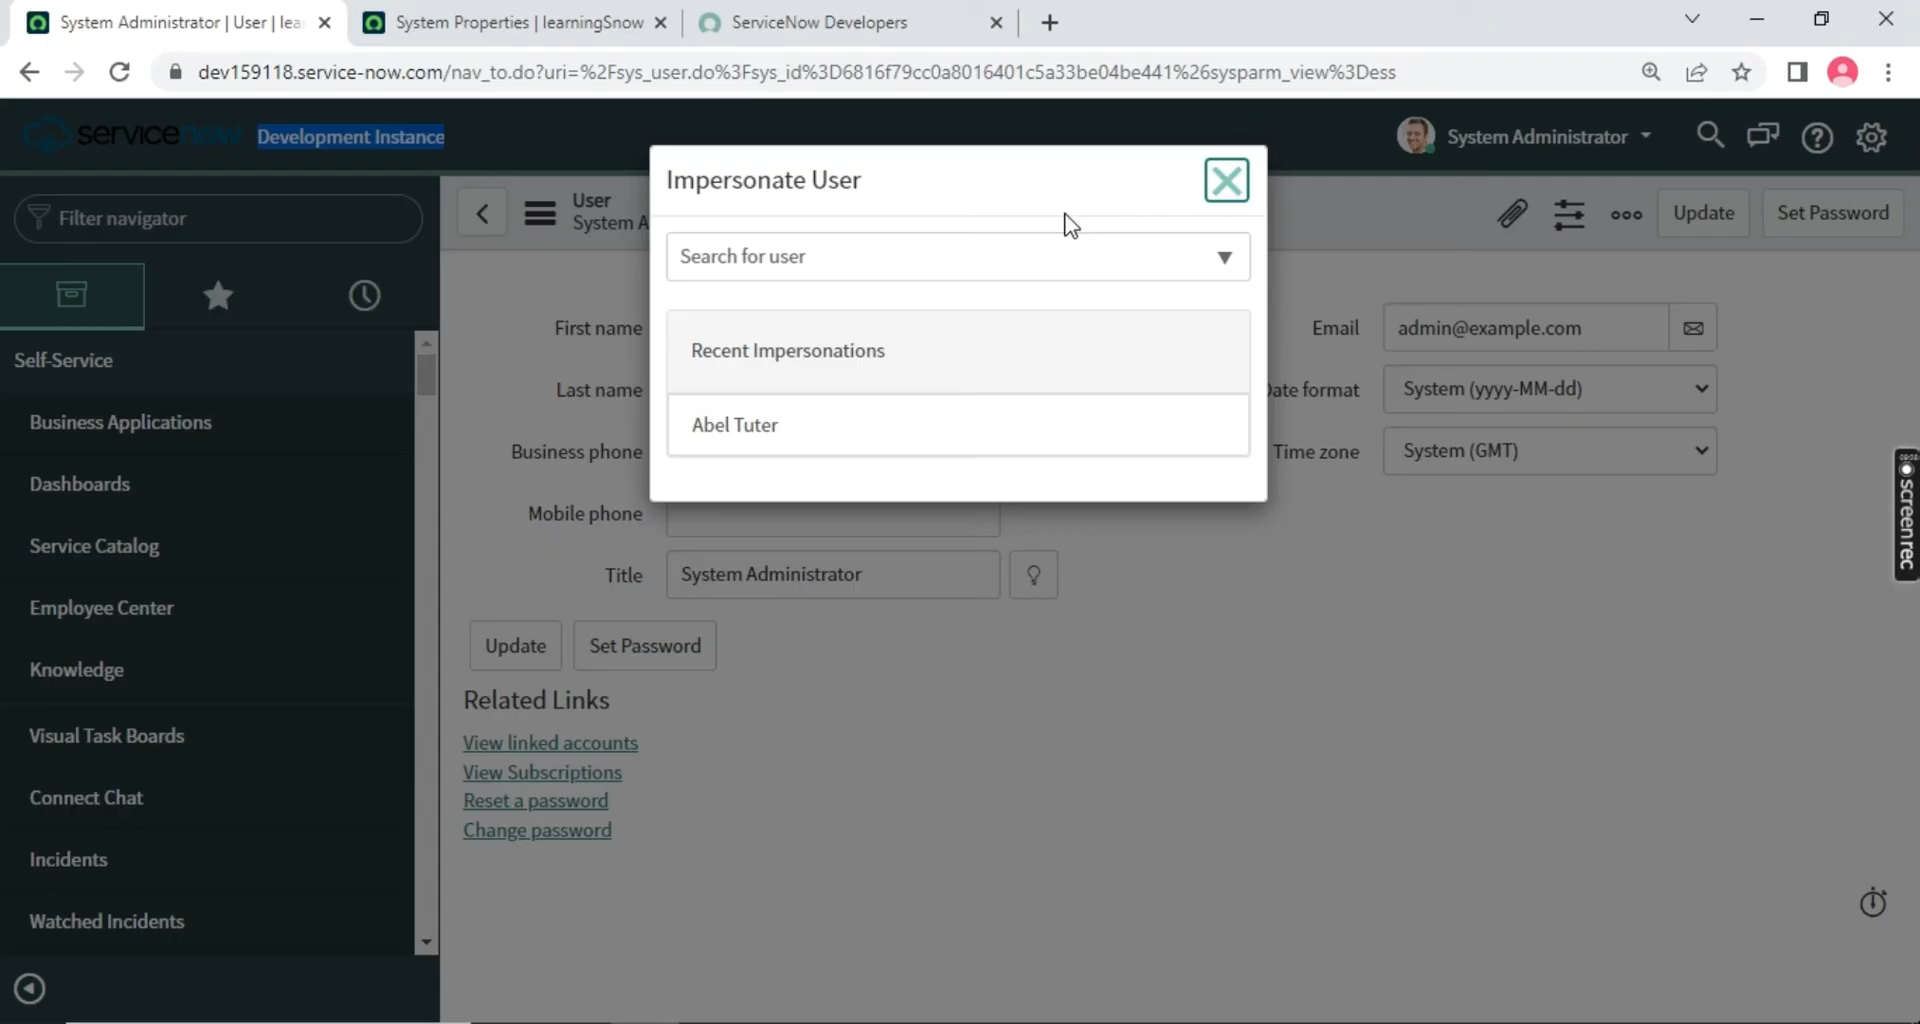 System Administrator | User | lea
System Properties | learningSnow
ServiceNow Developers
dev159118.service-now.com/nav_to.do?uri=%2Fsys_user.do%3Fsys_id%3D6816f79cc0a8016401c5a33be04be441%26sysparm_view%3Dess
servicenow Development Instance
System Administrator
Filter navigator
User
System A
Update
Set Password
Impersonate User
Search for user
Recent Impersonations
Abel Tuter
Self-Service
Business Applications
Dashboards
Service Catalog
Employee Center
Knowledge
Visual Task Boards
Connect Chat
Incidents
Watched Incidents
First name
Last name
Business phone
Mobile phone
Title
System Administrator
Email
admin@example.com
Date format
System (yyyy-MM-dd)
Time zone
System (GMT)
Update
Set Password
Related Links
View linked accounts
View Subscriptions
Reset a password
Change password
screenrec